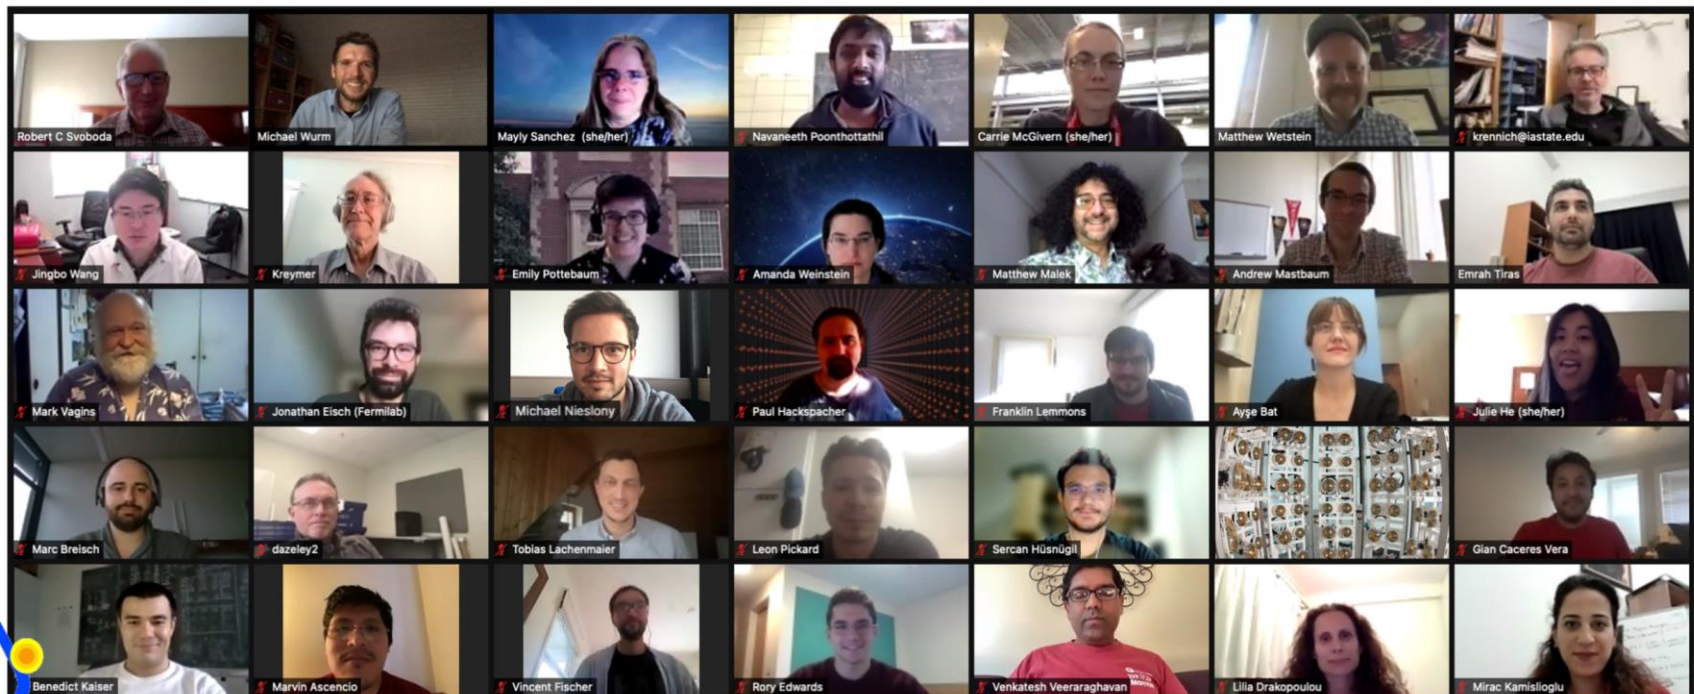 Robert C Svoboda
Michael Wurm
Mayly Sanchez (she/her)
Navaneeth Poonthottathil
Carrie McGivern (she/her)
Matthew Wetstein
krennich@iastate.edu
Jingbo Wang
Kreymer
Emily Pottebaum
Amanda Weinstein
Matthew Malek
Andrew Mastbaum
Emrah Tiras
Mark Vagins
Jonathan Eisch (Fermilab)
Michael Nieslony
Paul Hackspacher
Franklin Lemmons
Ayşe Bat
Julie He (she/her)
Marc Breisch
dazeley2
Tobias Lachenmaier
Leon Pickard
Sercan Hüsnügil
Gian Caceres Vera
Benedict Kaiser
Marvin Ascencio
Vincent Fischer
Rory Edwards
Venkatesh Veeraraghavan
Lilia Drakopoulou
Mirac Kamislioglu